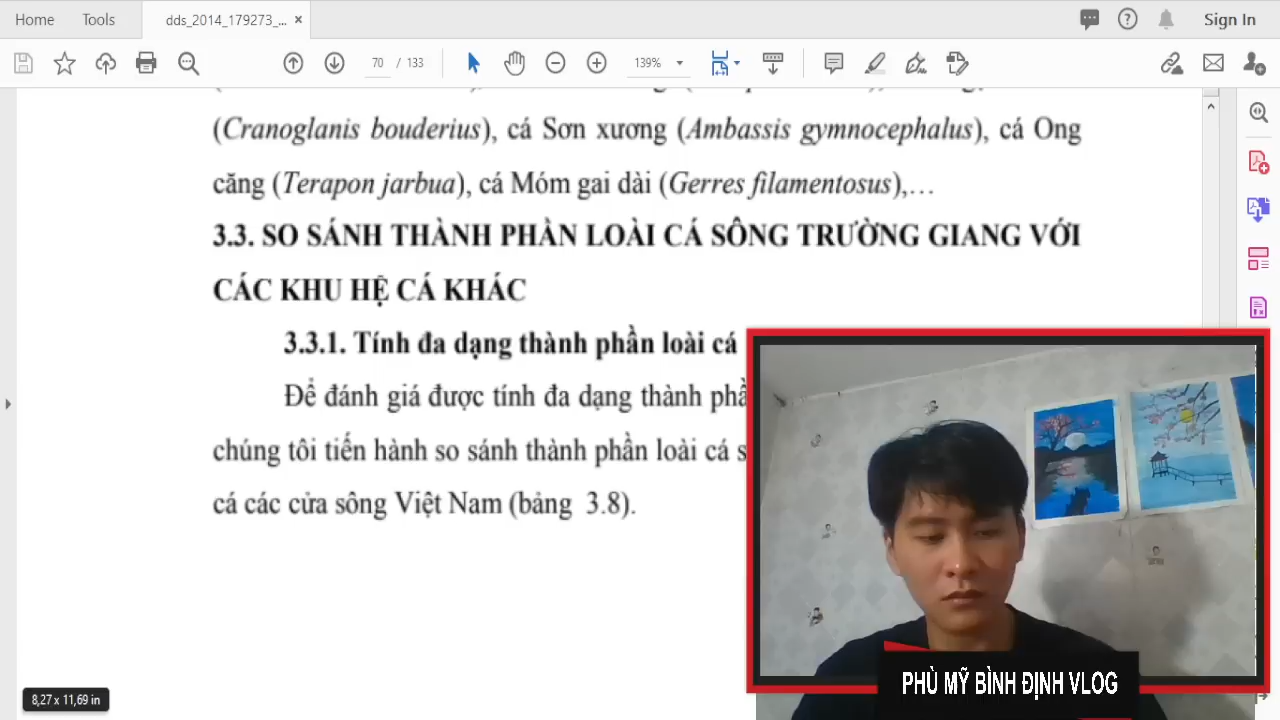 Home Tools dds_2014_179273_... × Sign In
70 / 133 139%
(Cranoglanis bouderius), cá Sơn xương (Ambassis gymnocephalus), cá Ong
căng (Terapon jarbua), cá Móm gai dài (Gerres filamentosus),…
3.3. SO SÁNH THÀNH PHẦN LOÀI CÁ SÔNG TRƯỜNG GIANG VỚI
CÁC KHU HỆ CÁ KHÁC
3.3.1. Tính đa dạng thành phần loài cá
Để đánh giá được tính đa dạng thành
chúng tôi tiến hành so sánh thành phần loài cá
cá các cửa sông Việt Nam (bảng 3.8).
8,27 x 11,69 in
PHÙ MỸ BÌNH ĐỊNH VLOG